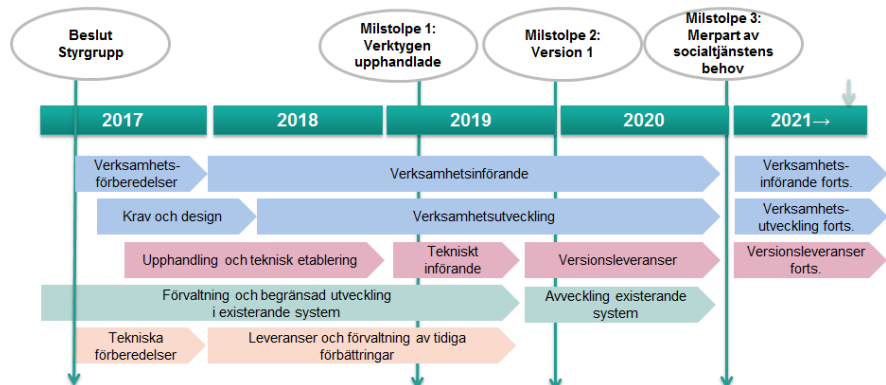 Beslut
Styrgrupp
Milstolpe 1:
Verktygen
upphandlade
Milstolpe 2:
Version 1
Milstolpe 3:
Merpart av
socialtjänstens
behov
2017
2018
2019
2020
2021→
Verksamhets-
förberedelser
Verksamhetsinförande
Verksamhets-
införande forts.
Krav och design
Verksamhetsutveckling
Verksamhets-
utveckling forts.
Upphandling och teknisk etablering
Tekniskt
införande
Versionsleveranser
Versionsleveranser
forts.
Förvaltning och begränsad utveckling
i existerande system
Avveckling existerande
system
Tekniska
förberedelser
Leveranser och förvaltning av tidiga
förbättringar